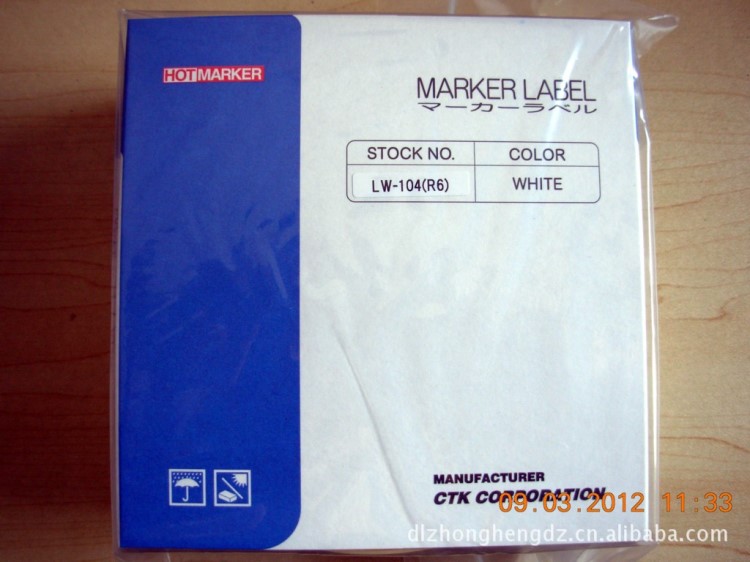 HOTMARKER
MARKER LABEL
マーカーラベル
STOCK NO. COLOR
LW-104(R6) WHITE
MANUFACTURER
CTK CORPORATION
09.03.2012 11:33
dlzhonghengdz.cn.alibaba.com